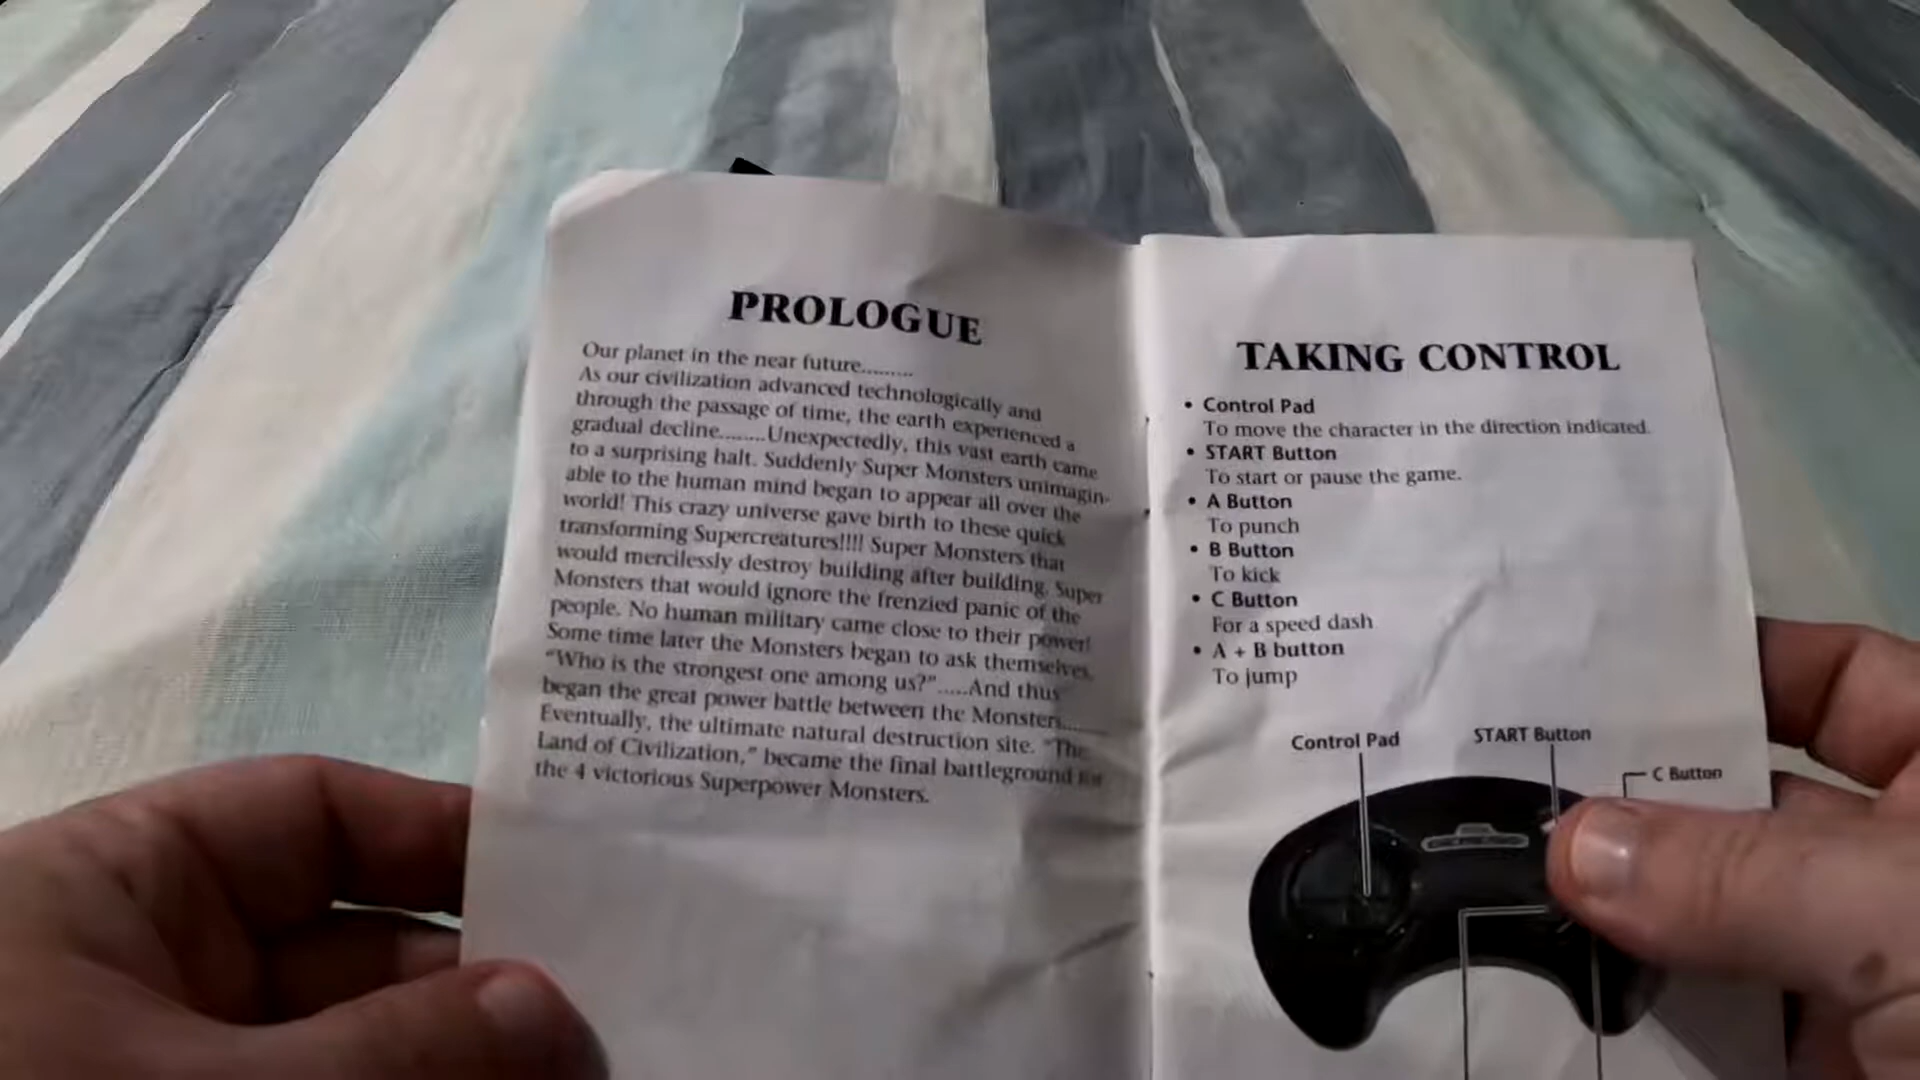 PROLOGUE
Our planet in the near future.........
As our civilization advanced technologically and
through the passage of time, the earth experienced a
gradual decline........Unexpectedly, this vast earth came
to a surprising halt. Suddenly Super Monsters unimagin-
able to the human mind began to appear all over the
world! This crazy universe gave birth to these quick
transforming Supercreatures!!!! Super Monsters that
would mercilessly destroy building after building. Super
Monsters that would ignore the frenzied panic of the
people. No human military came close to their power!
Some time later the Monsters began to ask themselves,
"Who is the strongest one among us?".....And thus
began the great power battle between the Monsters.......
Eventually, the ultimate natural destruction site. "The
Land of Civilization," became the final battleground for
the 4 victorious Superpower Monsters.
TAKING CONTROL
• Control Pad
To move the character in the direction indicated.
• START Button
To start or pause the game.
• A Button
To punch
• B Button
To kick
• C Button
For a speed dash
• A + B button
To jump
Control Pad
START Button
C Button